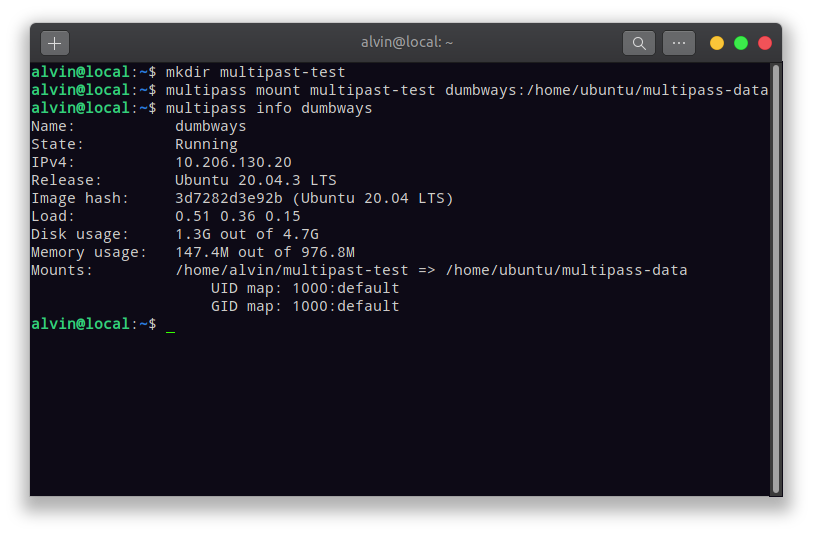 alvin@local: ~
alvin@local:~$ mkdir multipast-test
alvin@local:~$ multipass mount multipast-test dumbways:/home/ubuntu/multipass-data
alvin@local:~$ multipass info dumbways
Name:           dumbways
State:          Running
IPv4:           10.206.130.20
Release:        Ubuntu 20.04.3 LTS
Image hash:     3d7282d3e92b (Ubuntu 20.04 LTS)
Load:           0.51 0.36 0.15
Disk usage:     1.3G out of 4.7G
Memory usage:   147.4M out of 976.8M
Mounts:         /home/alvin/multipast-test => /home/ubuntu/multipass-data
                    UID map: 1000:default
                    GID map: 1000:default
alvin@local:~$ _